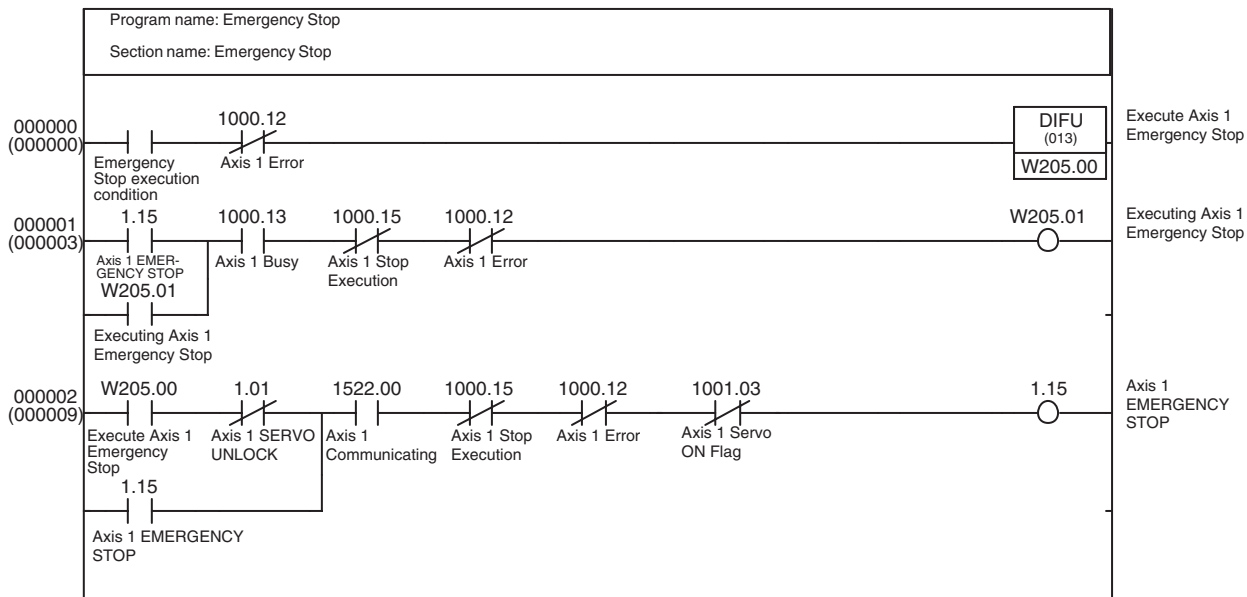 Program name: Emergency Stop
Section name: Emergency Stop
000000
(000000)
Emergency
Stop execution
condition
1000.12
Axis 1 Error
DIFU
(013)
W205.00
Execute Axis 1
Emergency Stop
000001
(000003)
1.15
Axis 1 EMER-
GENCY STOP
1000.13
Axis 1 Busy
1000.15
Axis 1 Stop
Execution
1000.12
Axis 1 Error
W205.01
Executing Axis 1
Emergency Stop
W205.01
Executing Axis 1
Emergency Stop
000002
(000009)
W205.00
Execute Axis 1
Emergency
Stop
1.01
Axis 1 SERVO
UNLOCK
1522.00
Axis 1
Communicating
1000.15
Axis 1 Stop
Execution
1000.12
Axis 1 Error
1001.03
Axis 1 Servo
ON Flag
1.15
Axis 1
EMERGENCY
STOP
1.15
Axis 1 EMERGENCY
STOP